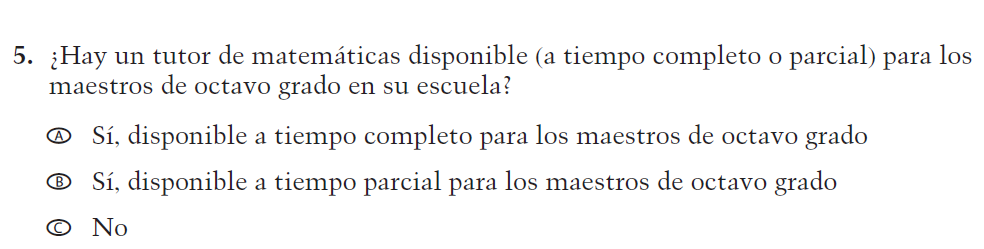 5. ¿Hay un tutor de matemáticas disponible (a tiempo completo o parcial) para los
maestros de octavo grado en su escuela?
Ⓐ Sí, disponible a tiempo completo para los maestros de octavo grado
Ⓑ Sí, disponible a tiempo parcial para los maestros de octavo grado
Ⓒ No